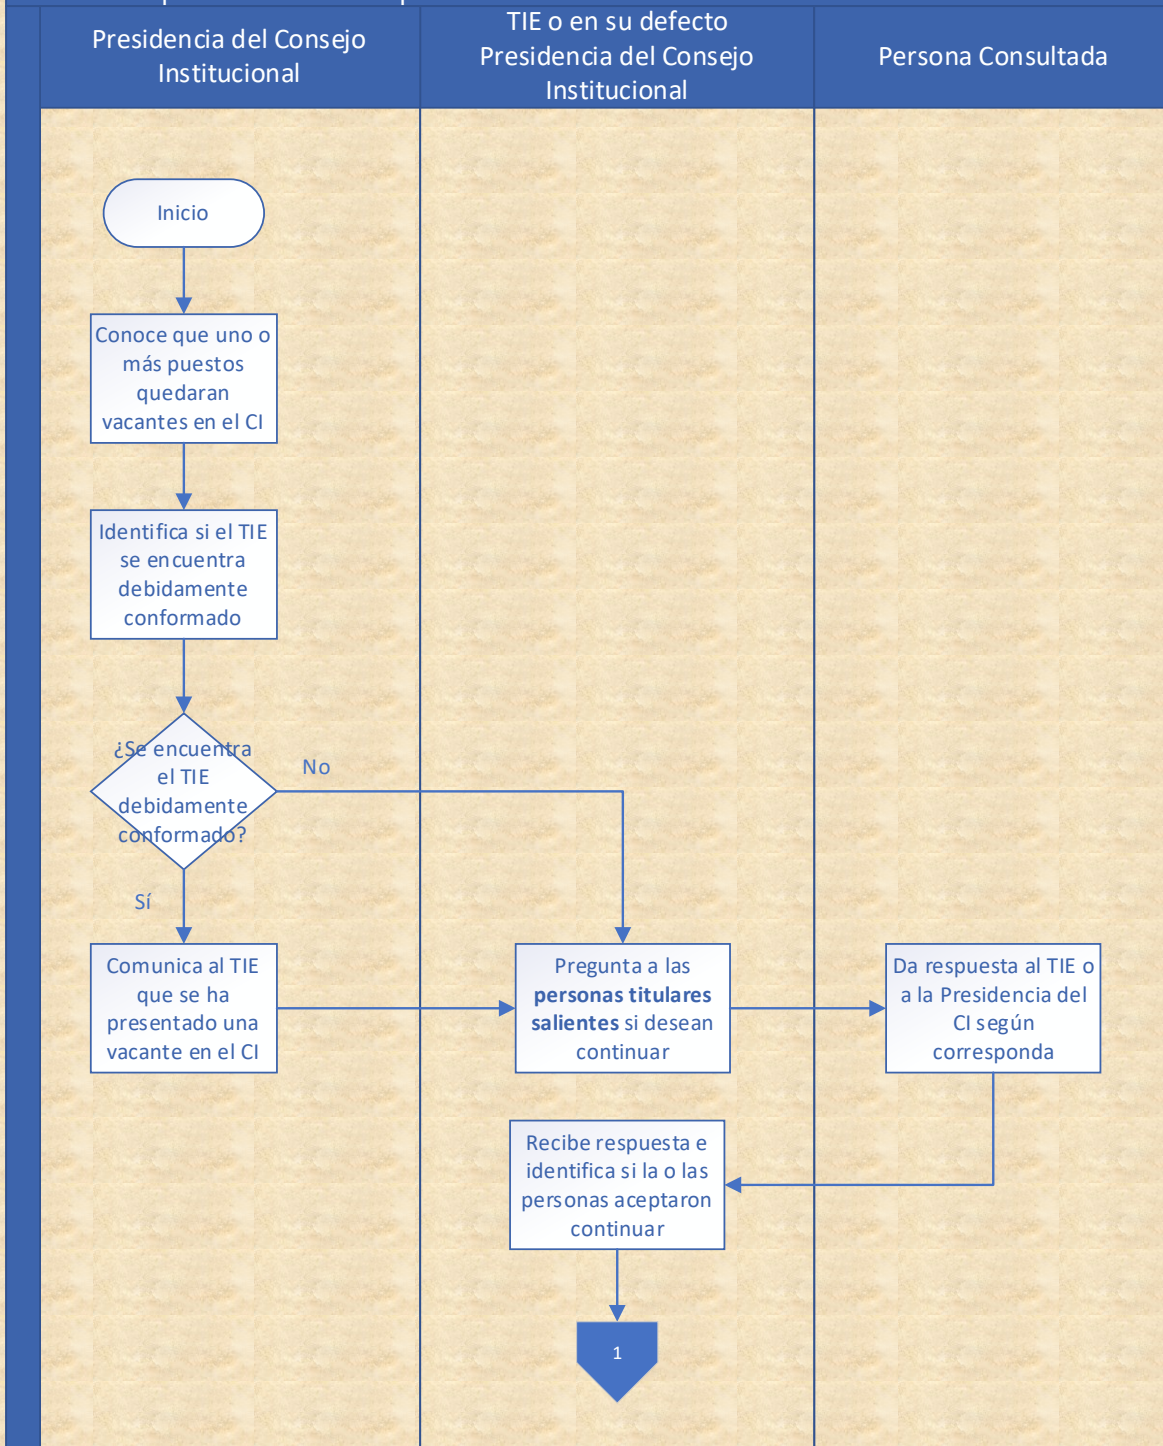 Presidencia del Consejo
Institucional
TIE o en su defecto
Presidencia del Consejo
Institucional
Persona Consultada
Inicio
Conoce que uno o
más puestos
quedaran
vacantes en el CI
Identifica si el TIE
se encuentra
debidamente
conformado
¿Se encuentra
el TIE
debidamente
conformado?
No
Sí
Comunica al TIE
que se ha
presentado una
vacante en el CI
Pregunta a las
personas titulares
salientes si desean
continuar
Da respuesta al TIE o
a la Presidencia del
CI según
corresponda
Recibe respuesta e
identifica si la o las
personas aceptaron
continuar
1